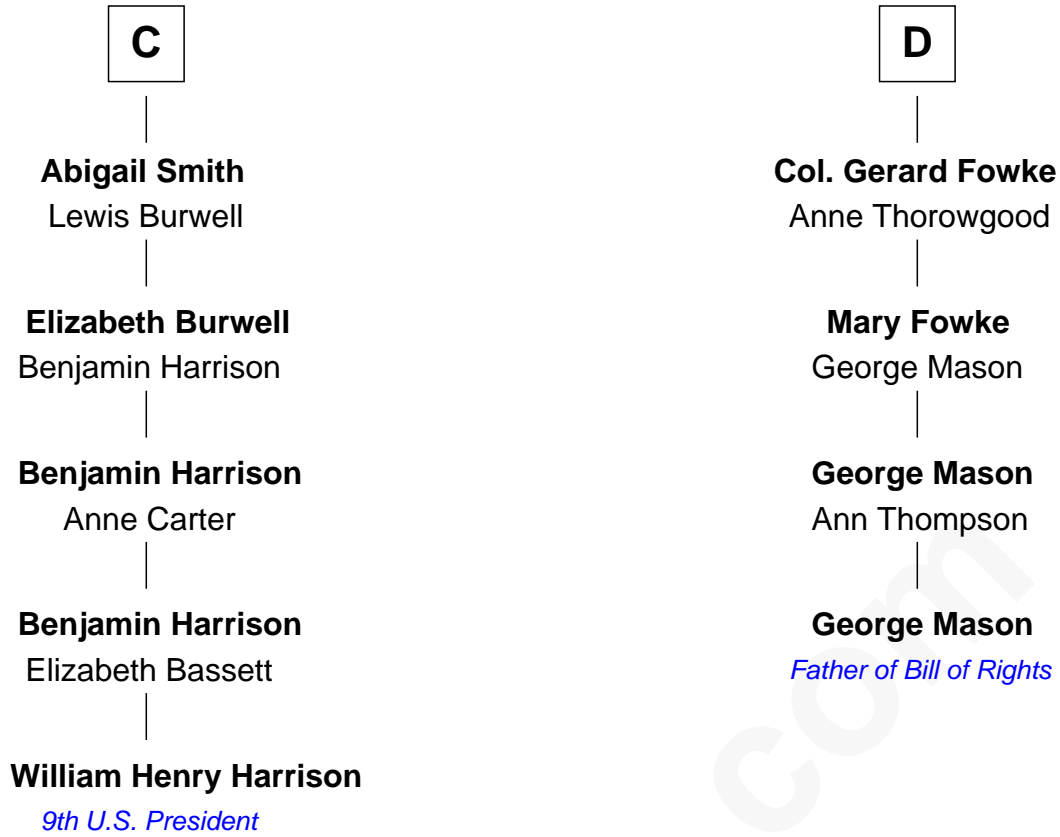 C
Abigail Smith
Lewis Burwell
Elizabeth Burwell
Benjamin Harrison
Benjamin Harrison
Anne Carter
Benjamin Harrison
Elizabeth Bassett
William Henry Harrison
9th U.S. President
D
Col. Gerard Fowke
Anne Thorowgood
Mary Fowke
George Mason
George Mason
Ann Thompson
George Mason
Father of Bill of Rights
com